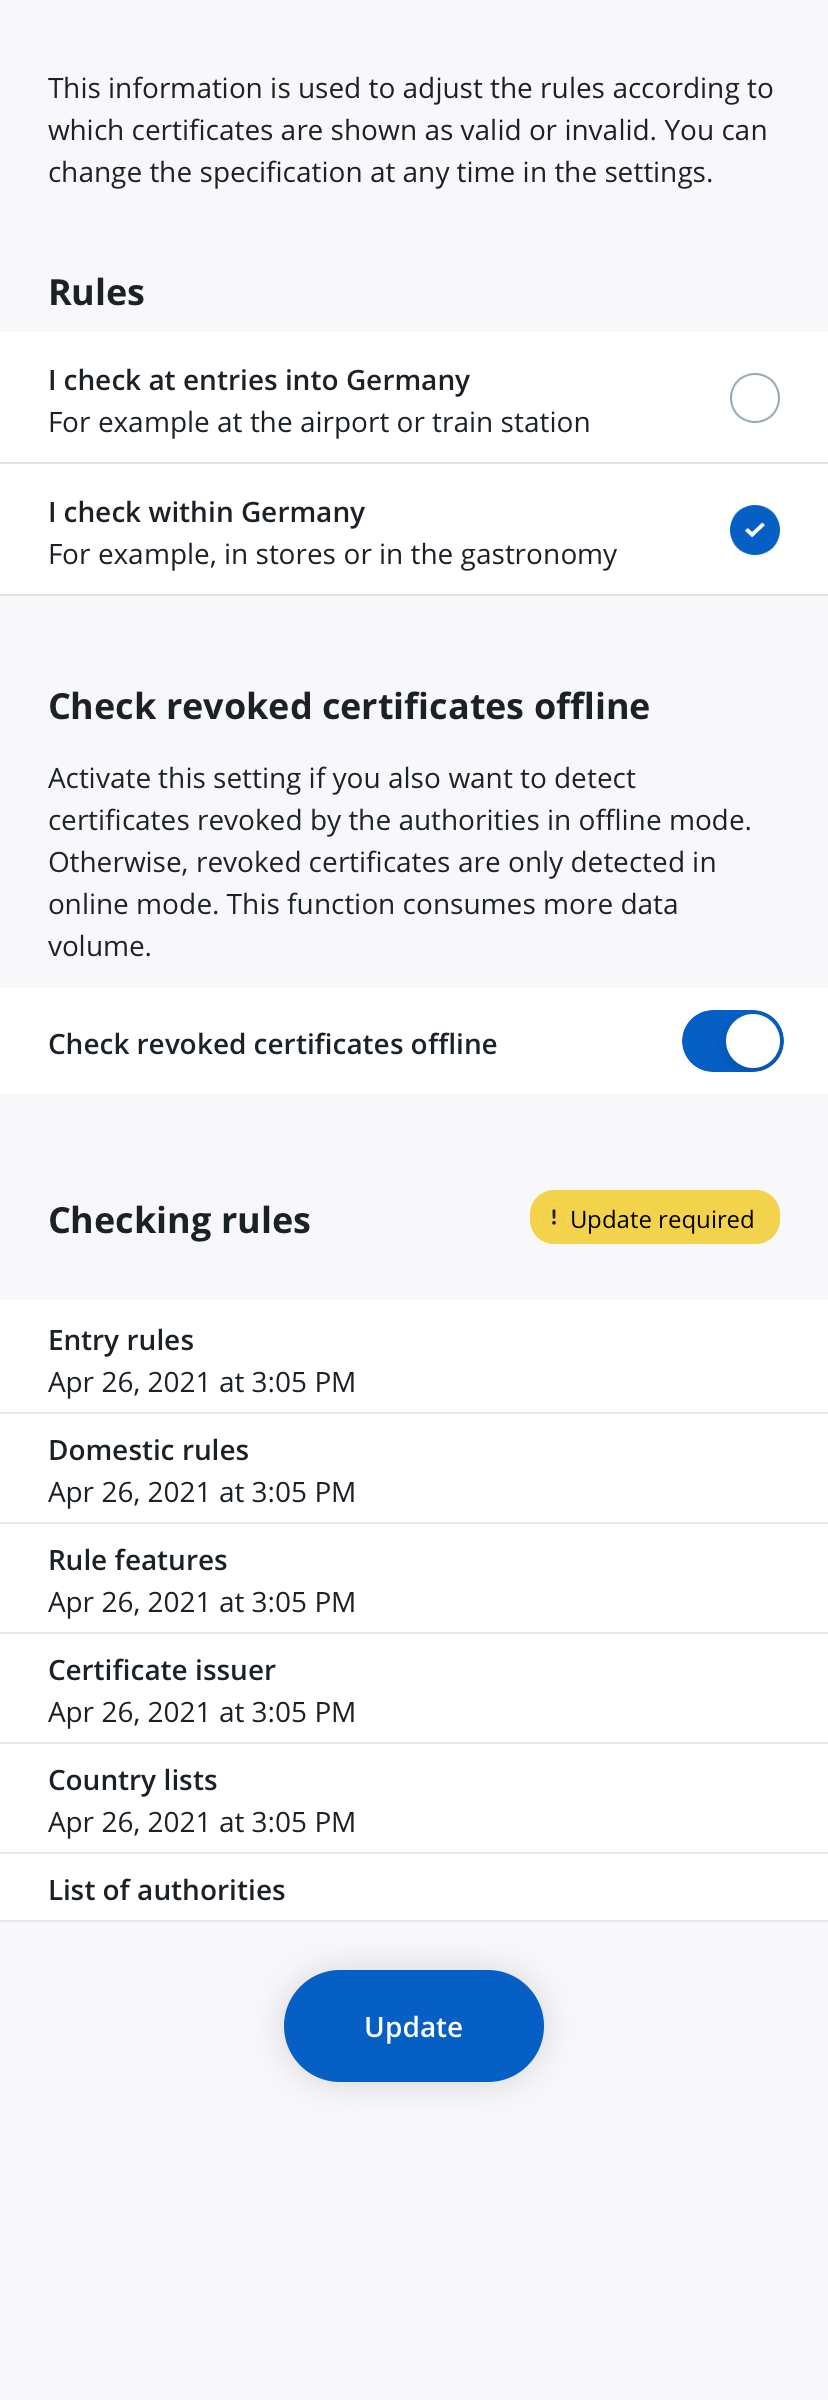 This information is used to adjust the rules according to
which certificates are shown as valid or invalid. You can
change the specification at any time in the settings.
Rules
I check at entries into Germany
For example at the airport or train station
I check within Germany
For example, in stores or in the gastronomy
Check revoked certificates offline
Activate this setting if you also want to detect
certificates revoked by the authorities in offline mode.
Otherwise, revoked certificates are only detected in
online mode. This function consumes more data
volume.
Check revoked certificates offline
Checking rules
! Update required
Entry rules
Apr 26, 2021 at 3:05 PM
Domestic rules
Apr 26, 2021 at 3:05 PM
Rule features
Apr 26, 2021 at 3:05 PM
Certificate issuer
Apr 26, 2021 at 3:05 PM
Country lists
Apr 26, 2021 at 3:05 PM
List of authorities
Update